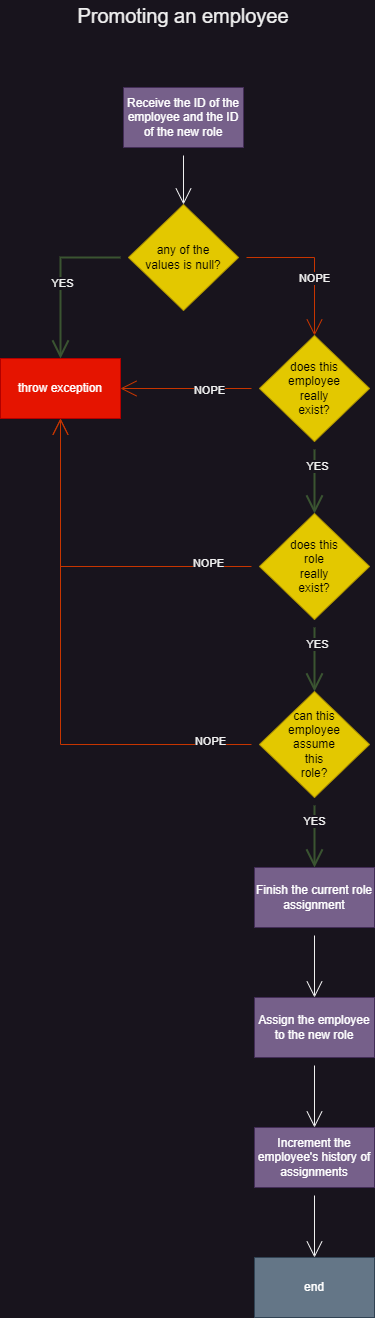 Promoting an employee
Receive the ID of the
employee and the ID
of the new role
any of the
values is null?
YES
NOPE
throw exception
NOPE
does this
employee
really
exist?
YES
NOPE
does this
role
really
exist?
YES
NOPE
can this
employee
assume
this
role?
YES
Finish the current role
assignment
Assign the employee
to the new role
Increment the
employee's history of
assignments
end